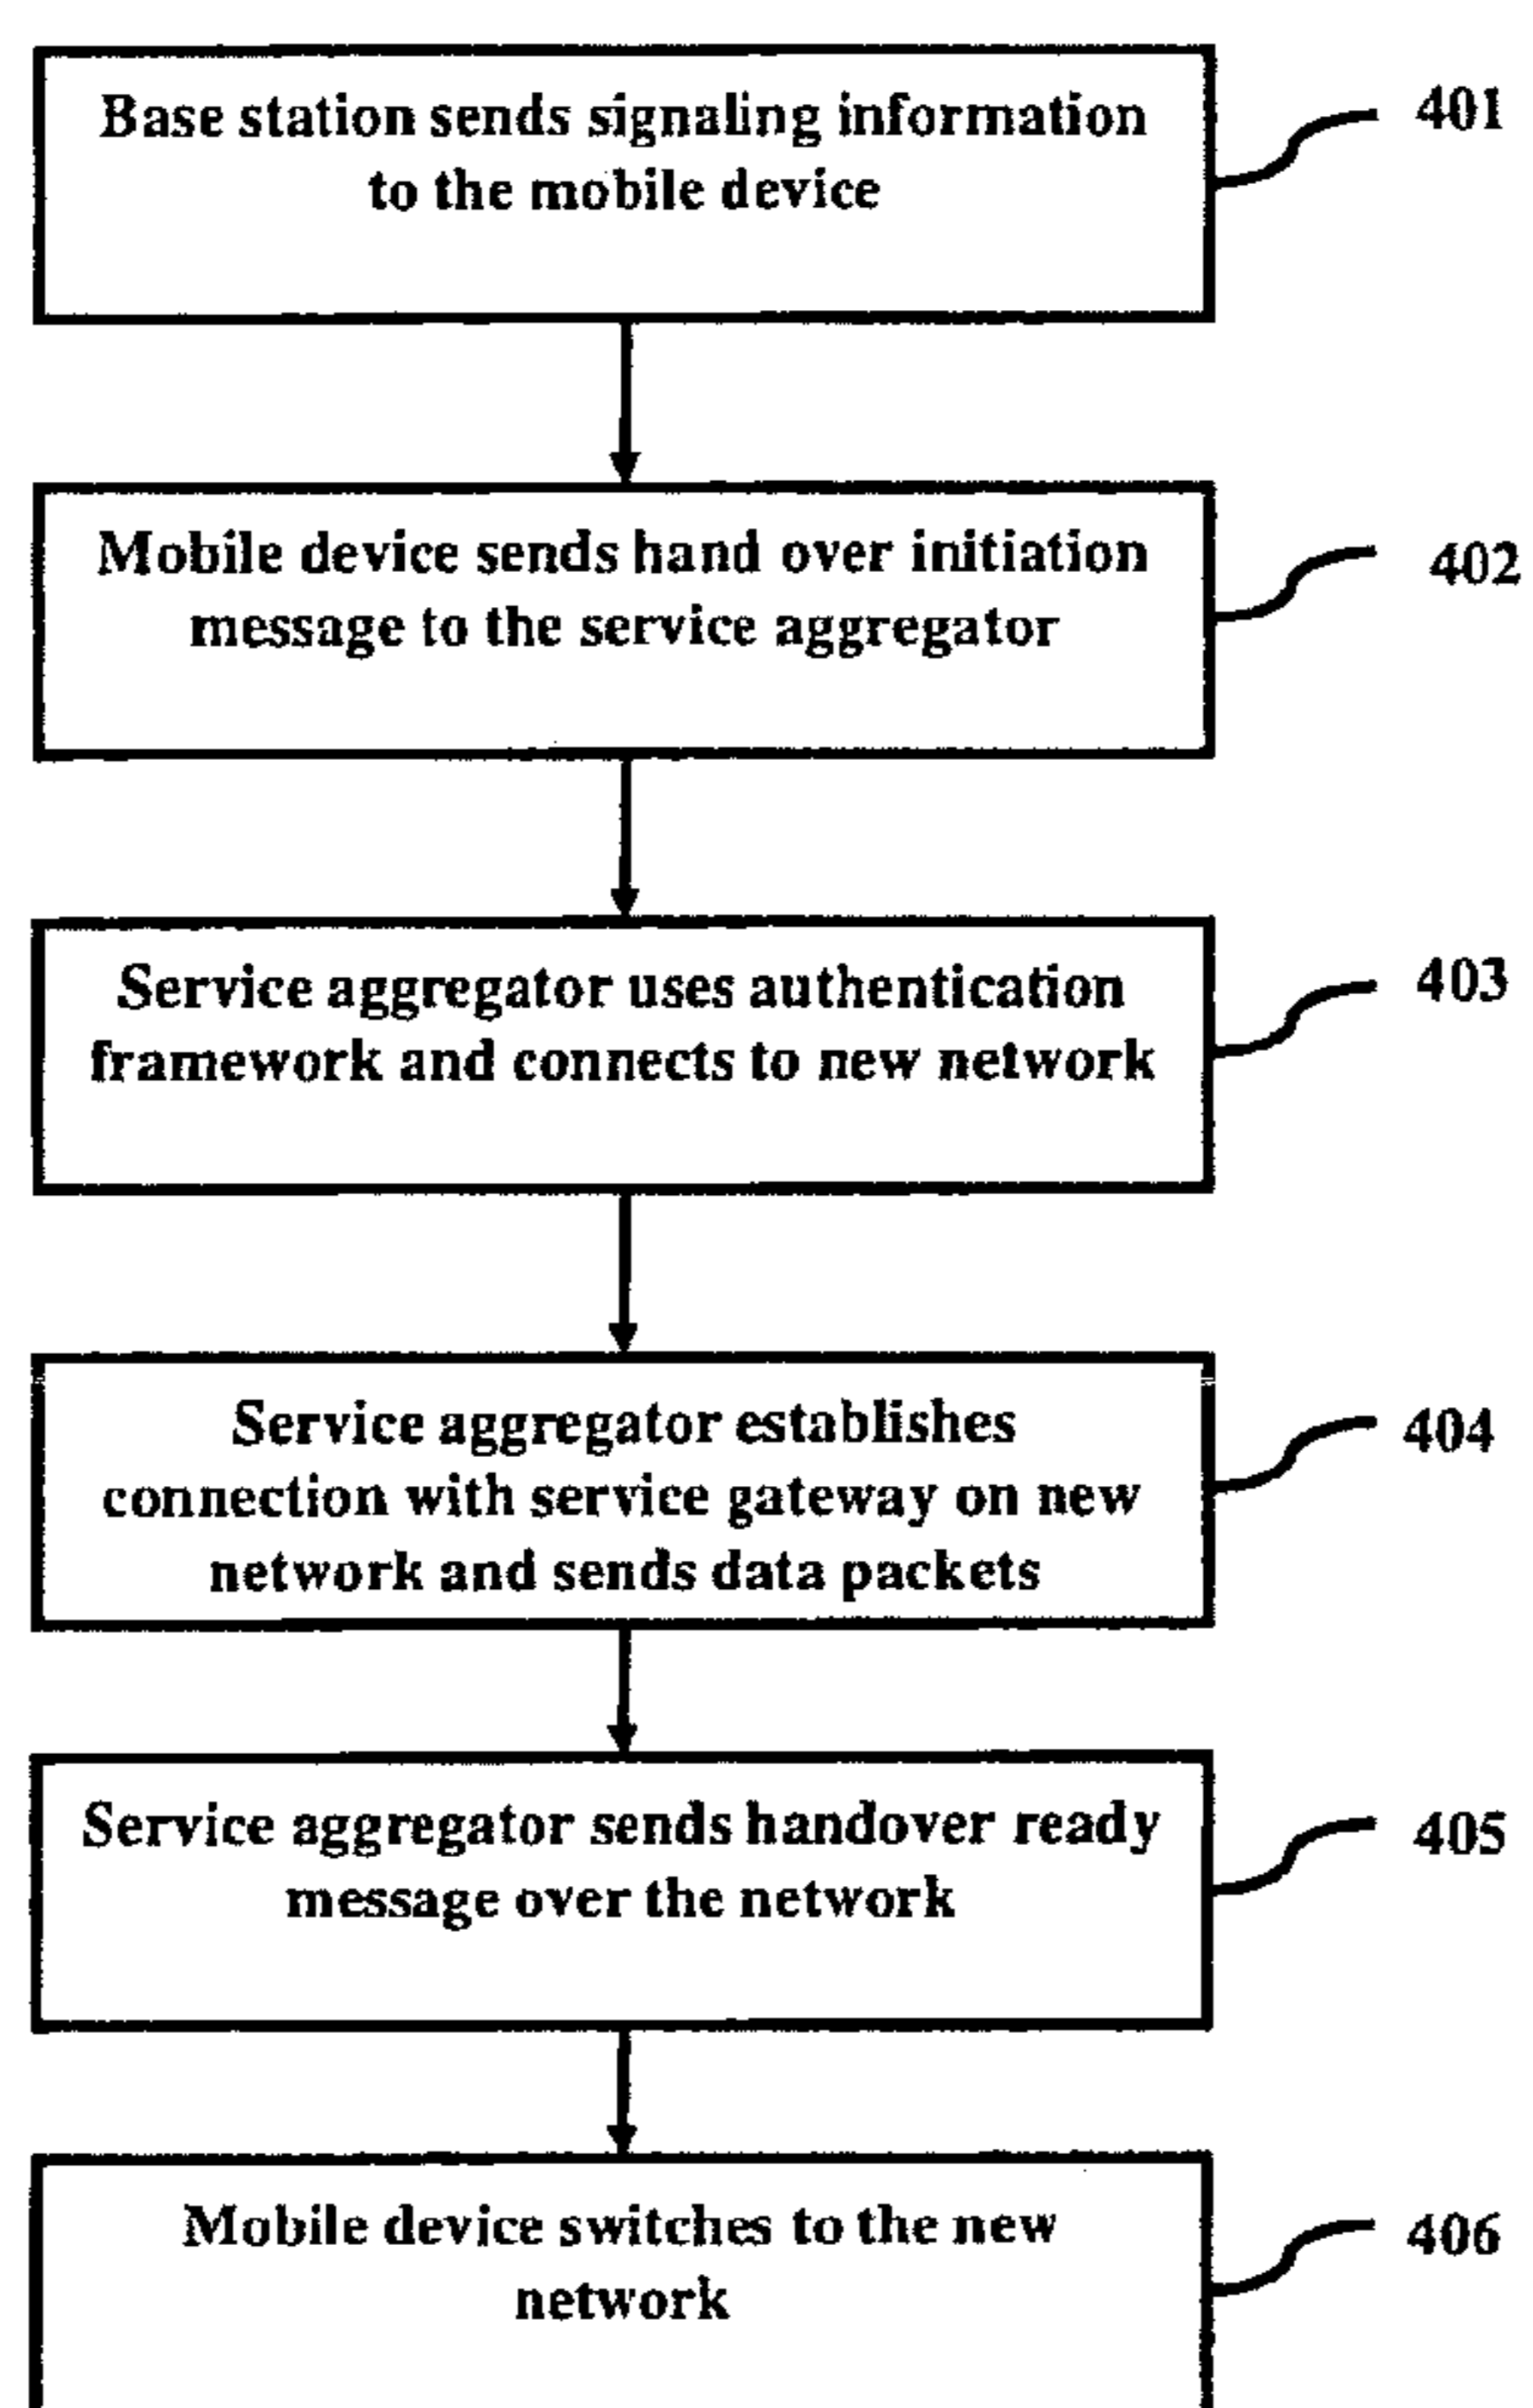 Base station sends signaling information
to the mobile device
401
Mobile device sends hand over initiation
message to the service aggregator
402
Service aggregator uses authentication
framework and connects to new network
403
Service aggregator establishes
connection with service gateway on new
network and sends data packets
404
Service aggregator sends handover ready
message over the network
405
Mobile device switches to the new
network
406